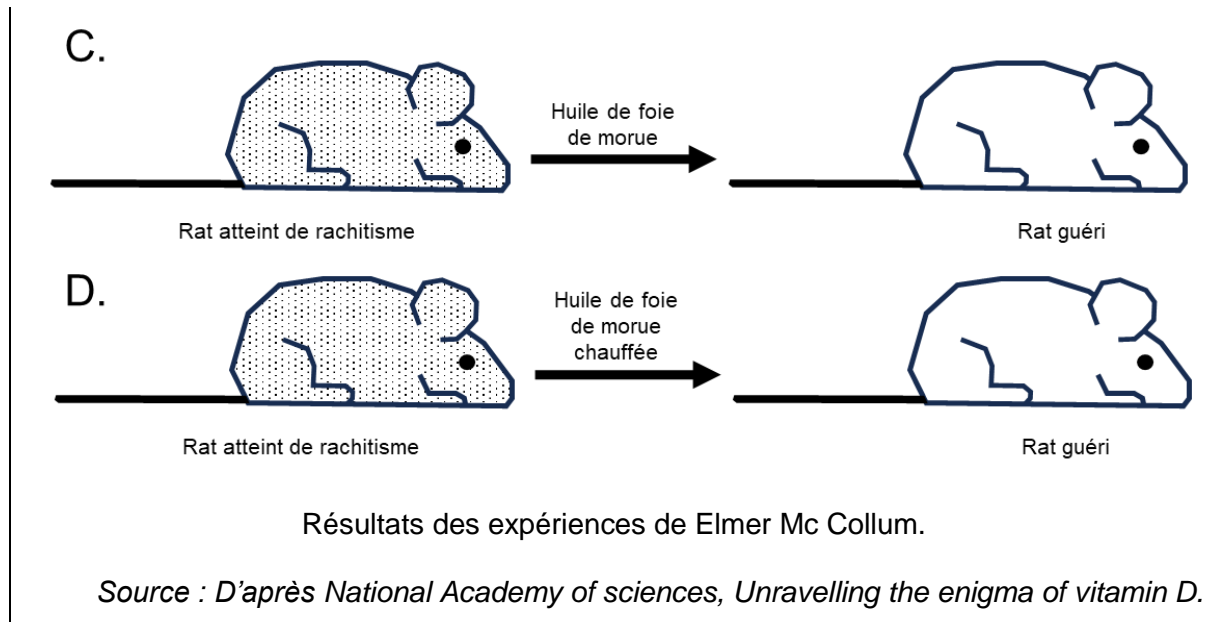 C.
Huile de foie
de morue
Rat atteint de rachitisme
Rat guéri
D.
Huile de foie
de morue
chauffée
Rat atteint de rachitisme
Rat guéri
Résultats des expériences de Elmer Mc Collum.
Source : D’après National Academy of sciences, Unravelling the enigma of vitamin D.